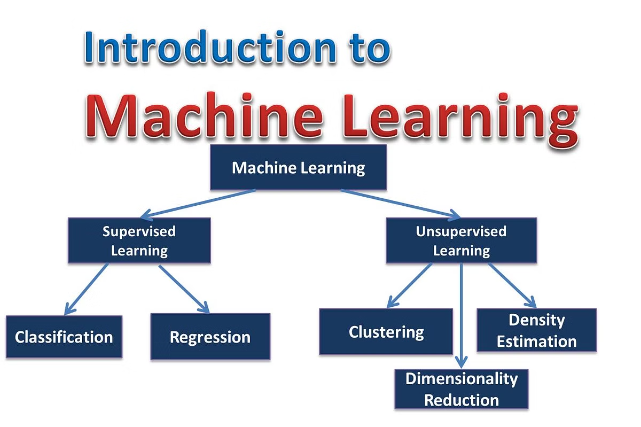 Introduction to
Machine Learning
Machine Learning
Supervised
Learning
Unsupervised
Learning
Classification
Regression
Clustering
Density
Estimation
Dimensionality
Reduction